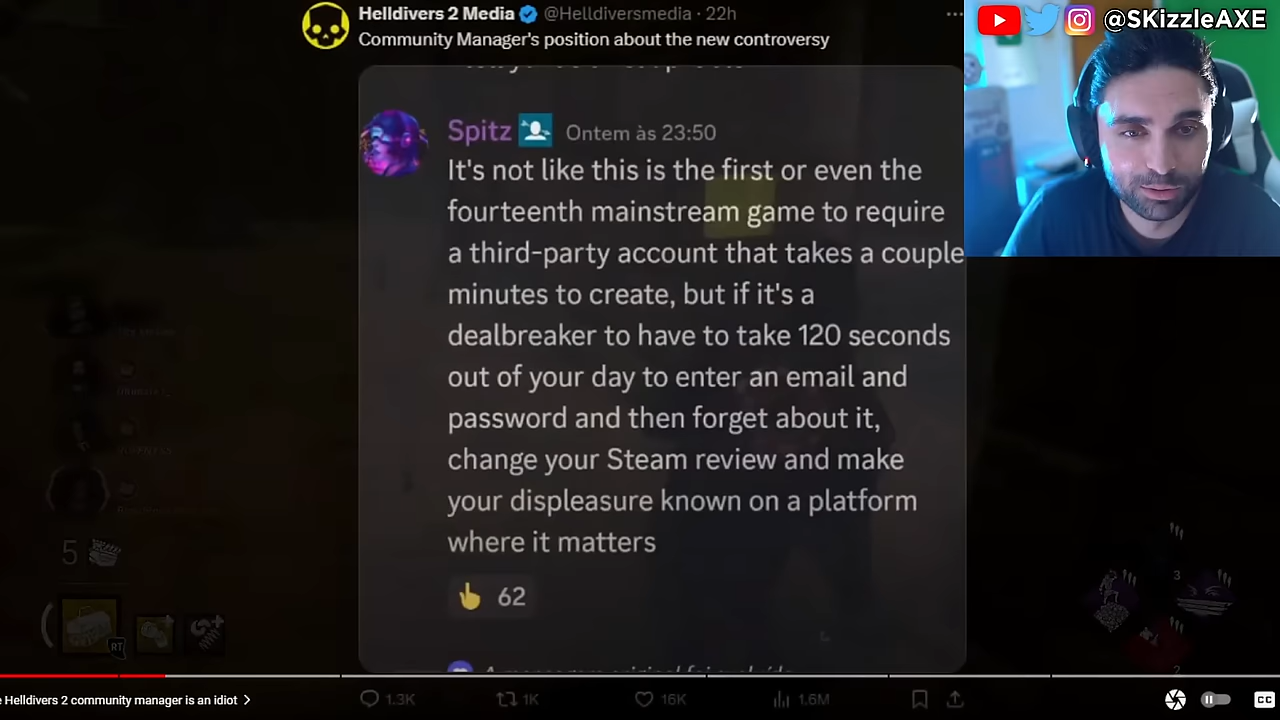 Helldivers 2 Media @Helldiversmedia · 22h
Community Manager's position about the new controversy
@SKizzleAXE
Spitz Ontem às 23:50
It's not like this is the first or even the
fourteenth mainstream game to require
a third-party account that takes a couple
minutes to create, but if it's a
dealbreaker to have to take 120 seconds
out of your day to enter an email and
password and then forget about it,
change your Steam review and make
your displeasure known on a platform
where it matters
62
5
RT
3
2
Helldivers 2 community manager is an idiot
1.3K 1K 16K 1.6M
CC